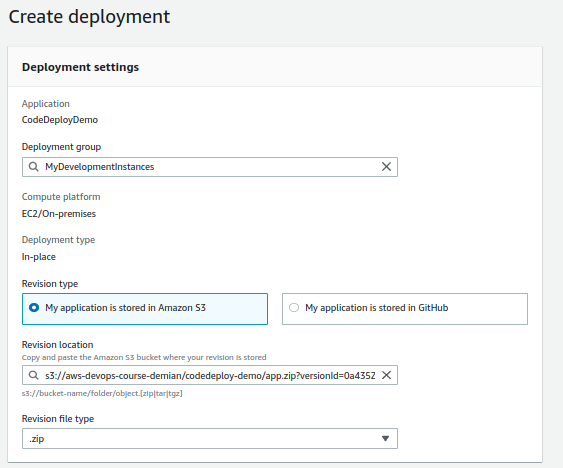 Create deployment
Deployment settings
Application
CodeDeployDemo
Deployment group
MyDevelopmentInstances
Compute platform
EC2/On-premises
Deployment type
In-place
Revision type
My application is stored in Amazon S3
My application is stored in GitHub
Revision location
Copy and paste the Amazon S3 bucket where your revision is stored
s3://aws-devops-course-demian/codedeploy-demo/app.zip?versionId=0a435Z
s3://bucket-name/folder/object.[zip|tar|tgz]
Revision file type
.zip